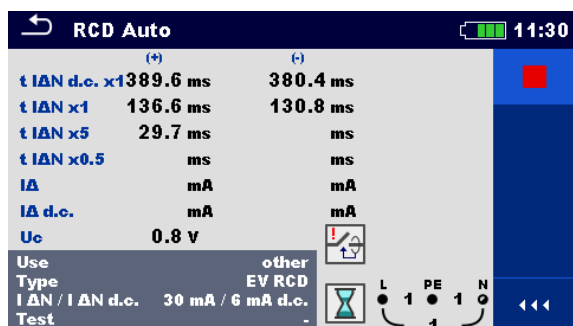 RCD Auto 11:30
(+) (-)
t IΔN d.c. x1 389.6 ms 380.4 ms
t IΔN x1 136.6 ms 130.8 ms
t IΔN x5 29.7 ms
t IΔN x0.5 ms ms
IΔ mA mA
IΔ d.c. mA mA
Uc 0.8 V
Use other
Type EV RCD
I ΔN / I ΔN d.c. 30 mA / 6 mA d.c.
Test -
L PE N
1 1
1